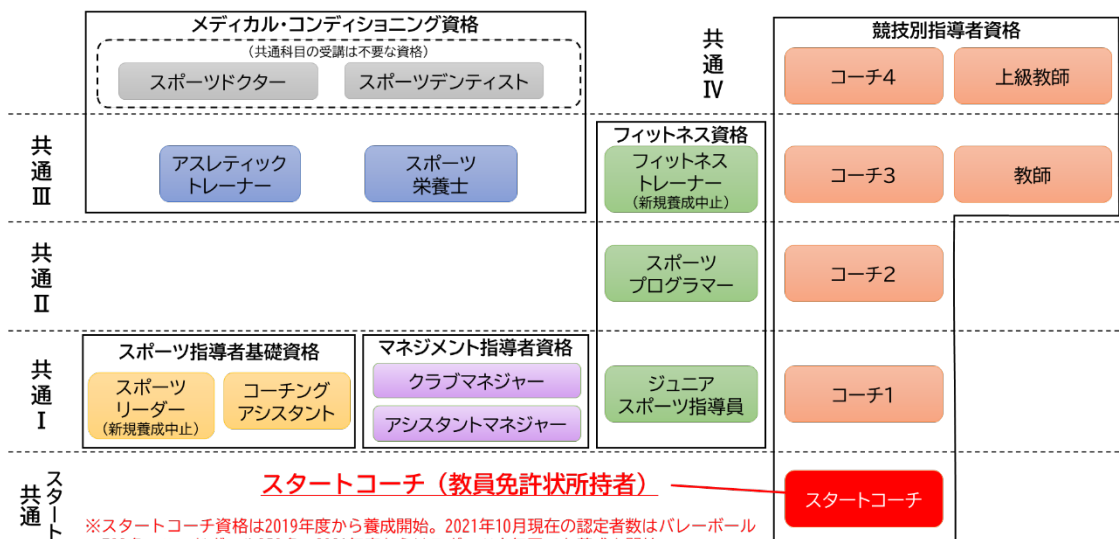 メディカル・コンディショニング資格
(共通科目の受講は不要な資格)
スポーツドクター
スポーツデンティスト
共通Ⅳ
競技別指導者資格
コーチ4
上級教師
共通Ⅲ
アスレティック
トレーナー
スポーツ
栄養士
フィットネス資格
フィットネス
トレーナー
(新規養成中止)
コーチ3
教師
共通Ⅱ
スポーツ
プログラマー
コーチ2
共通Ⅰ
スポーツ指導者基礎資格
スポーツ
リーダー
(新規養成中止)
コーチング
アシスタント
マネジメント指導者資格
クラブマネジャー
アシスタントマネジャー
ジュニア
スポーツ指導員
コーチ1
スタート
共通
スタートコーチ（教員免許状所持者）
スタートコーチ
※スタートコーチ資格は2019年度から養成開始。2021年10月現在の認定者数はバレーボール